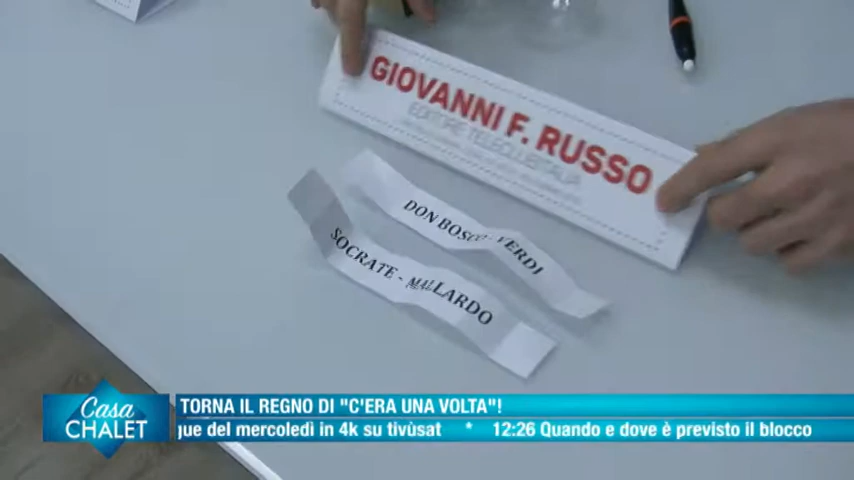 GIOVANNI F. RUSSO
EDITORE TELECLUBITALIA
DON BOSCO - VERDI
SOCRATE - MALLARDO
Casa
CHALET
TORNA IL REGNO DI "C'ERA UNA VOLTA"!
gue del mercoledì in 4k su tivùsat * 12:26 Quando e dove è previsto il blocco